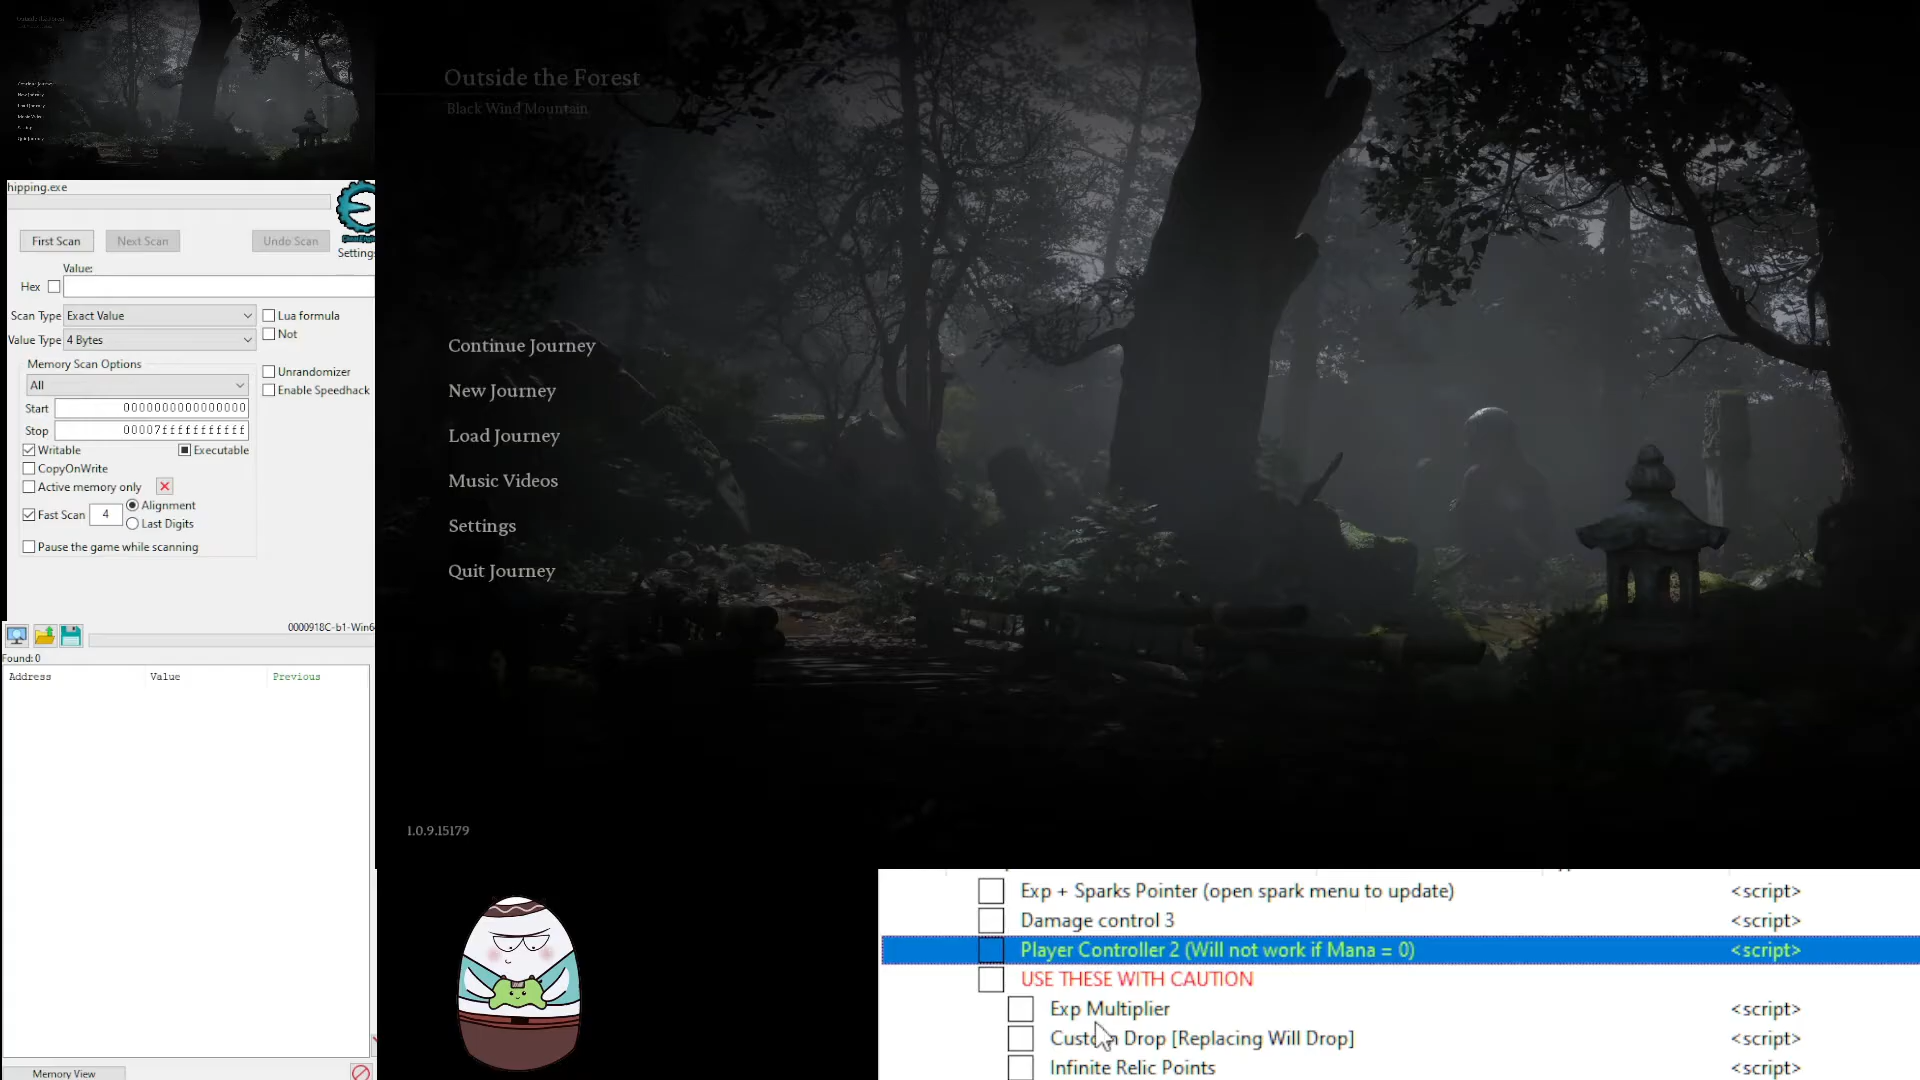 Outside the Forest
Black Wind Mountain
Continue Journey
New Journey
Load Journey
Music Videos
Settings
Quit Journey
1.0.9.15179
hipping.exe
First Scan
Next Scan
Undo Scan
Settings
Value:
Hex
Scan Type
Exact Value
Lua formula
Not
Value Type
4 Bytes
Memory Scan Options
All
Unrandomizer
Enable Speedhack
Start
0000000000000000
Stop
00007fffffffffff
Writable
Executable
CopyOnWrite
Active memory only
Fast Scan
4
Alignment
Last Digits
Pause the game while scanning
0000918C-b1-Win6
Found: 0
Address
Value
Previous
Memory View
Exp + Sparks Pointer (open spark menu to update)
<script>
Damage control 3
<script>
Player Controller 2 (Will not work if Mana = 0)
<script>
USE THESE WITH CAUTION
Exp Multiplier
<script>
Custom Drop [Replacing Will Drop]
<script>
Infinite Relic Points
<script>